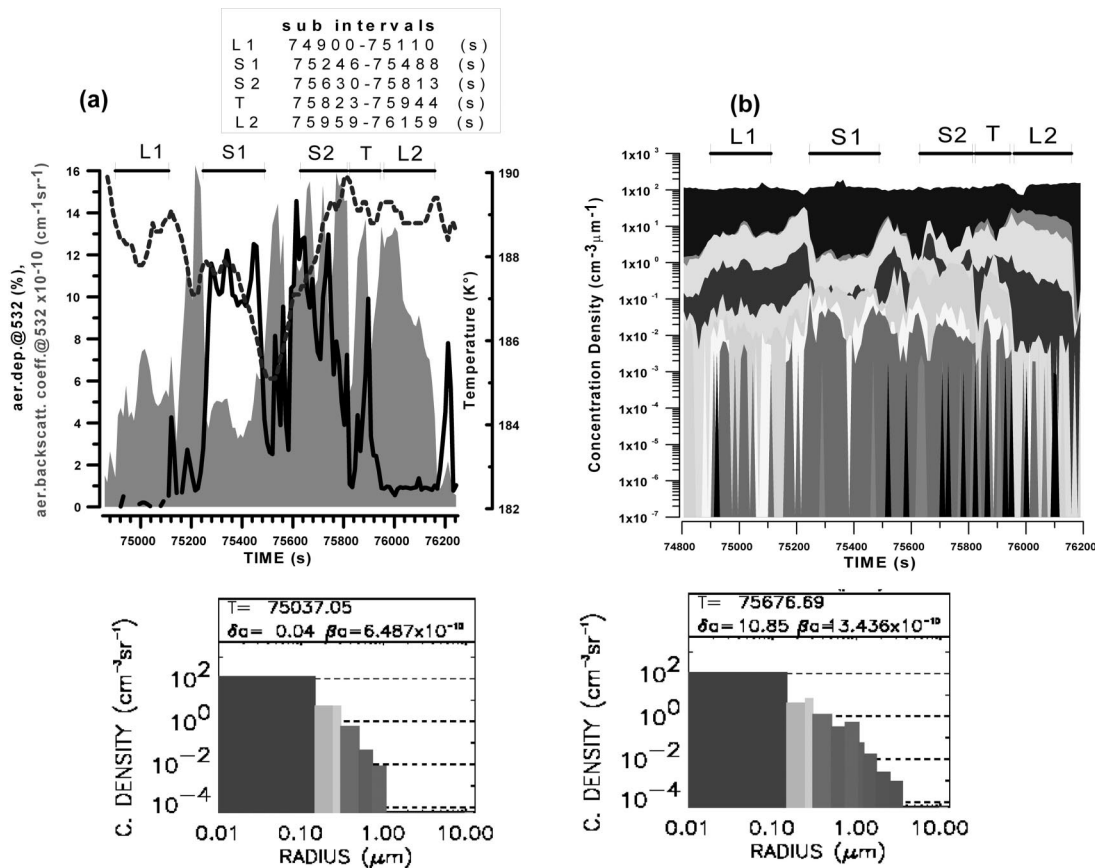 sub intervals
L1 74900-75110 (s)
S1 75246-75488 (s)
S2 75630-75813 (s)
T 75823-75944 (s)
L2 75959-76159 (s)
(a)
L1 S1 S2 T L2
16
14
12
10
8
6
4
2
0
aer.dep.@532 (%),
aer.backscatt. coeff.@532 x10-10 (cm-1sr-1)
190
188
186
184
182
Temperature (K°)
75000 75200 75400 75600 75800 76000 76200
TIME (s)
(b)
L1 S1 S2 T L2
1x10 3
1x10 2
1x10 1
1x10 0
1x10 -1
1x10 -2
1x10 -3
1x10 -4
1x10 -5
1x10 -6
1x10 -7
Concentration Density (cm-3μm-1)
74800 75000 75200 75400 75600 75800 76000 76200
TIME (s)
T= 75037.05
δa= 0.04 βa=6.487x10-10
C. DENSITY (cm-3sr-1)
10 2
10 0
10-2
10-4
0.01 0.10 1.00 10.00
RADIUS (μm)
T= 75676.69
δa= 10.85 βa=13.436x10-10
C. DENSITY (cm-3sr-1)
10 2
10 0
10-2
10-4
0.01 0.10 1.00 10.00
RADIUS (μm)